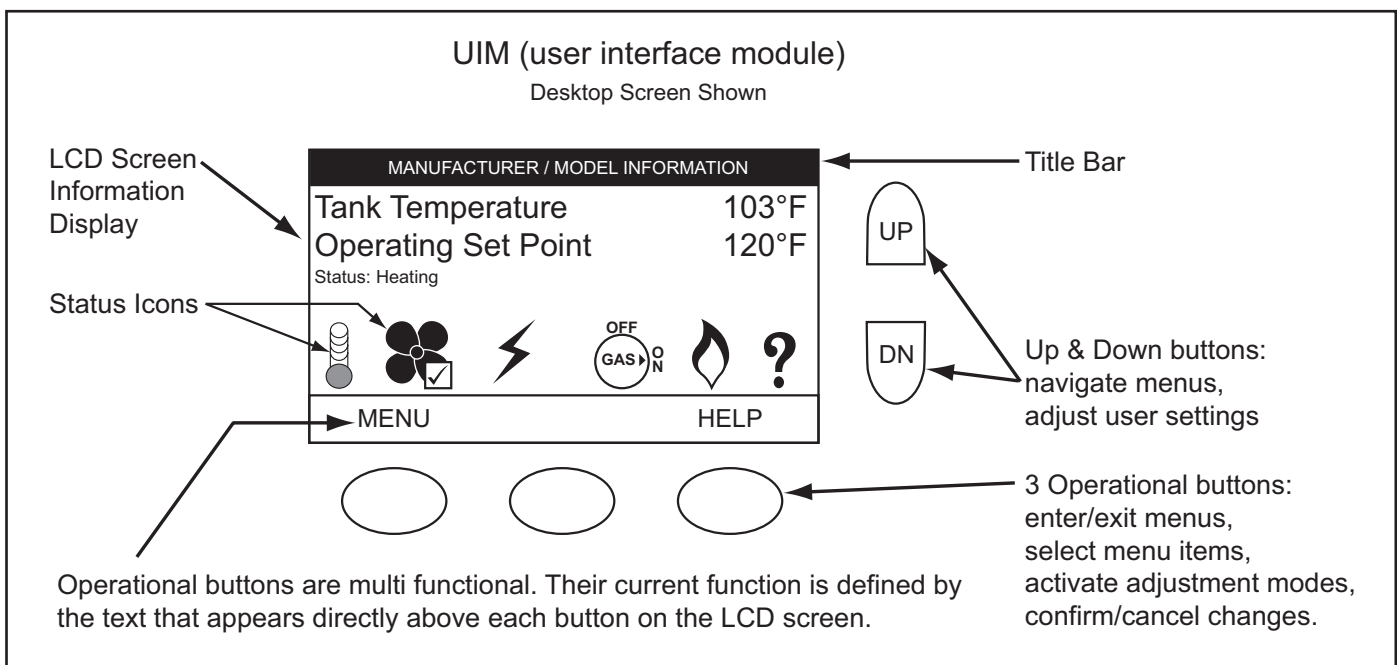 UIM (user interface module)
Desktop Screen Shown
LCD Screen
Information
Display
MANUFACTURER / MODEL INFORMATION
Title Bar
Tank Temperature 103°F
Operating Set Point 120°F
Status: Heating
UP
Status Icons
OFF
GAS
ON
?
DN
Up & Down buttons:
navigate menus,
adjust user settings
MENU HELP
3 Operational buttons:
enter/exit menus,
select menu items,
activate adjustment modes,
confirm/cancel changes.
Operational buttons are multi functional. Their current function is defined by
the text that appears directly above each button on the LCD screen.